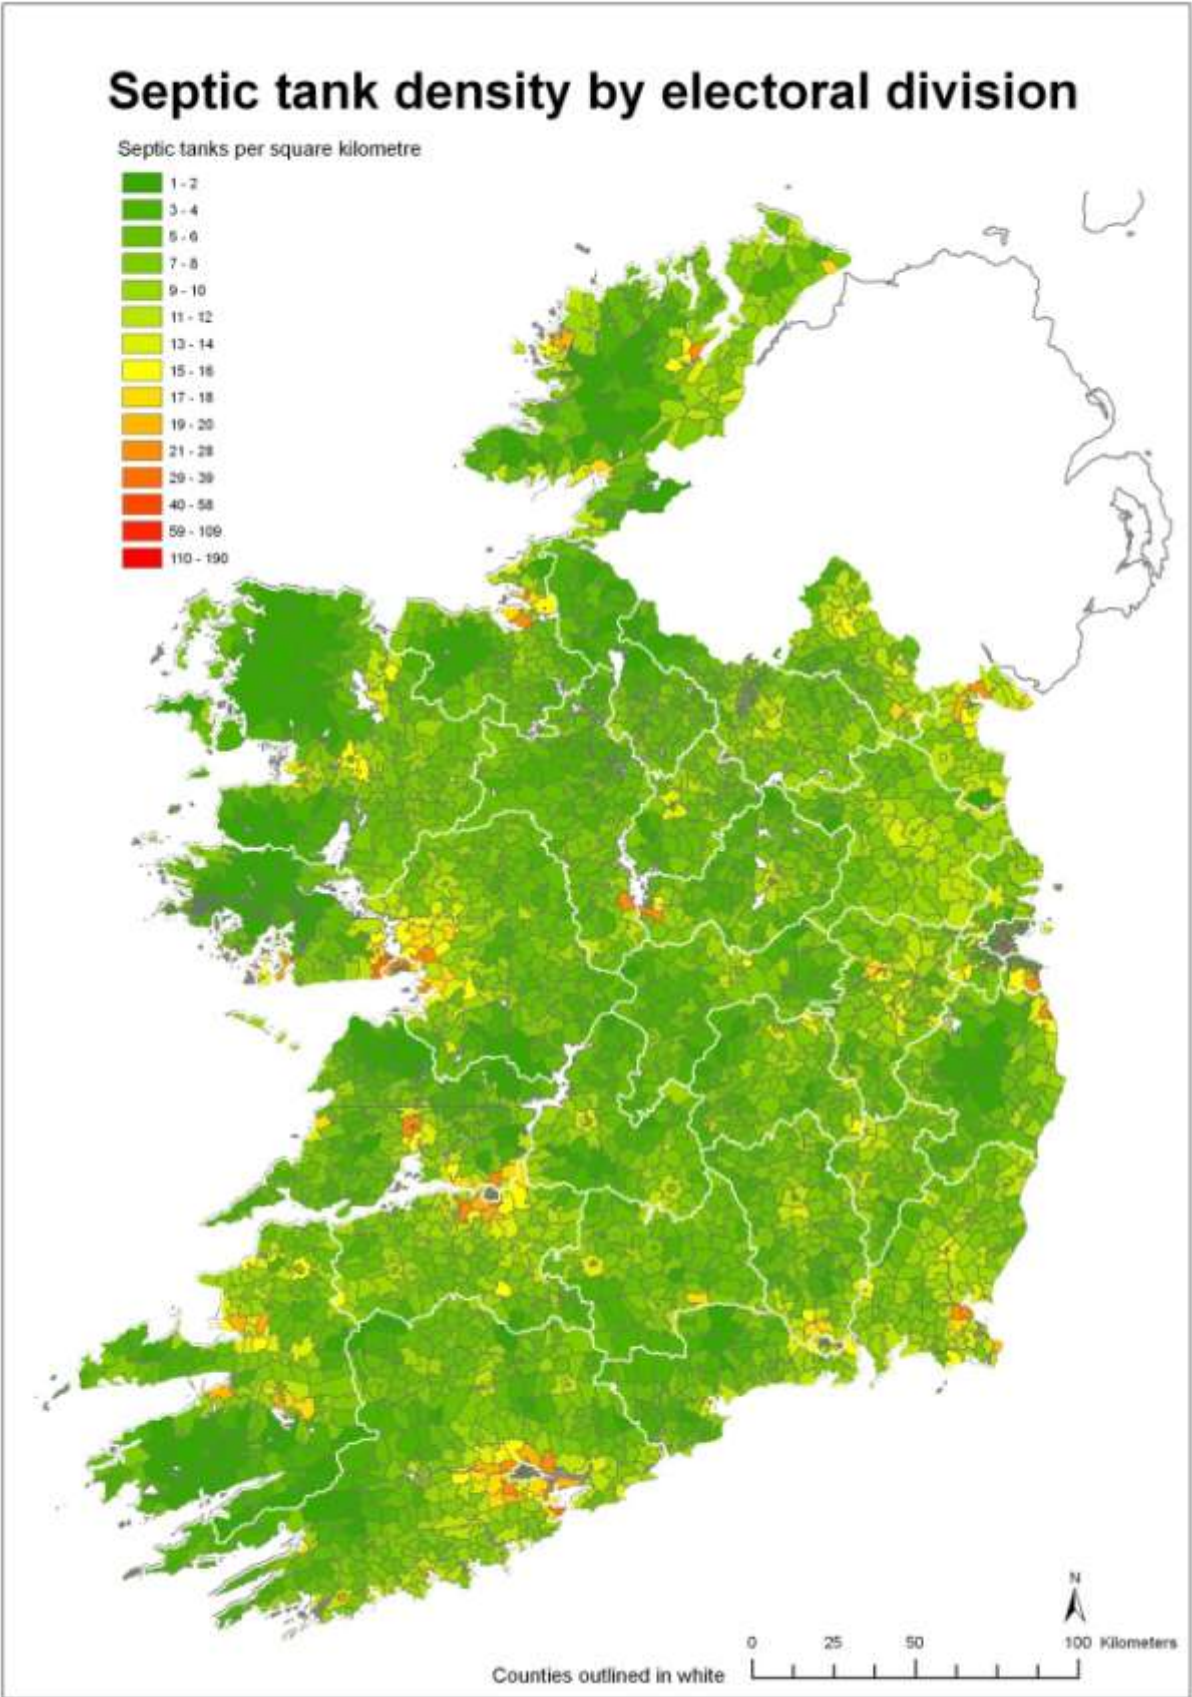 Septic tank density by electoral division
Septic tanks per square kilometre
1 - 2
3 - 4
5 - 6
7 - 8
9 - 10
11 - 12
13 - 14
15 - 16
17 - 18
19 - 20
21 - 28
29 - 39
40 - 58
59 - 109
110 - 190
N
0 25 50 100 Kilometers
Counties outlined in white